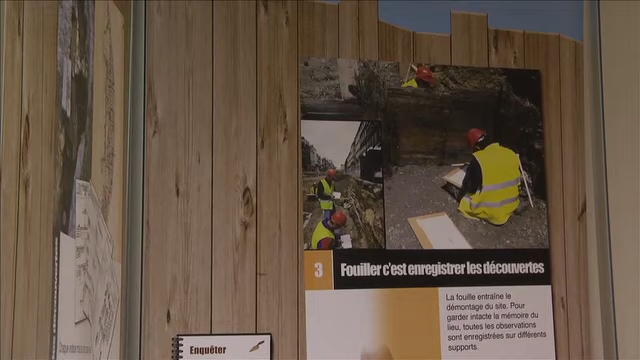 3 Fouiller c'est enregistrer les découvertes
La fouille entraîne le
démontage du site. Pour
garder intacte la mémoire du
lieu, toutes les observations
sont enregistrées sur différents
supports.
Enquêter